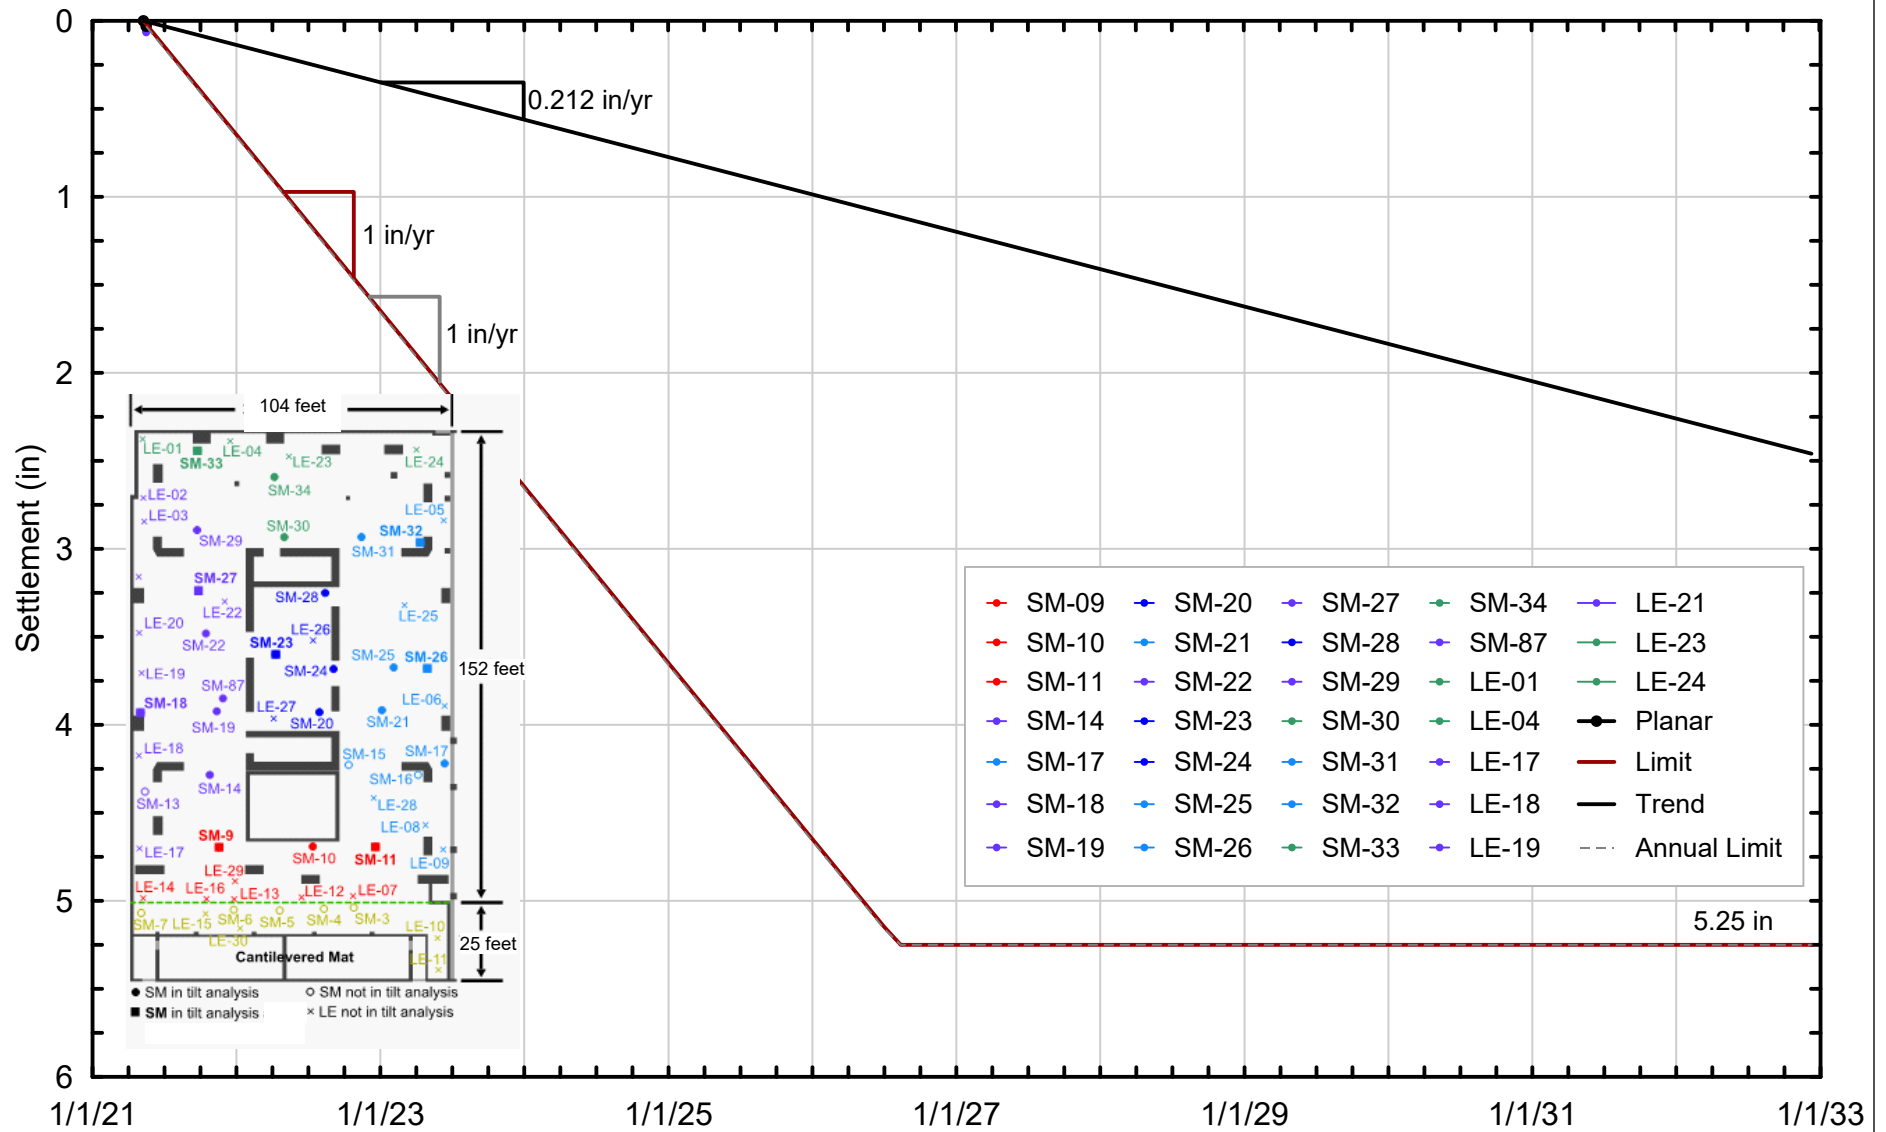 0
0.212 in/yr
1
1 in/yr
1 in/yr
2
3
4
5
6
Settlement (in)
5.25 in
1/1/21
1/1/23
1/1/25
1/1/27
1/1/29
1/1/31
1/1/33
SM-09 SM-20 SM-27 SM-34 LE-21
SM-10 SM-21 SM-28 SM-87 LE-23
SM-11 SM-22 SM-29 LE-01 LE-24
SM-14 SM-23 SM-30 LE-04 Planar
SM-17 SM-24 SM-31 LE-17 Limit
SM-18 SM-25 SM-32 LE-18 Trend
SM-19 SM-26 SM-33 LE-19 Annual Limit
104 feet
152 feet
25 feet
LE-01
LE-04
SM-33
LE-23
LE-24
SM-34
LE-02
LE-03
LE-05
SM-30
SM-32
SM-29
SM-31
SM-27
SM-28
LE-22
LE-25
LE-20
LE-26
SM-22
SM-23
SM-25
SM-26
LE-19
SM-24
SM-87
SM-18
LE-27
LE-06
SM-19
SM-20
SM-21
LE-18
SM-15
SM-17
SM-14
SM-16
SM-13
LE-28
LE-08
SM-9
LE-17
SM-10
SM-11
LE-09
LE-29
LE-14
LE-16
LE-13
LE-12
LE-07
SM-7
LE-15
SM-6
SM-5
SM-4
SM-3
LE-10
LE-30
Cantilevered Mat
LE-11
SM in tilt analysis
SM not in tilt analysis
SM in tilt analysis
LE not in tilt analysis